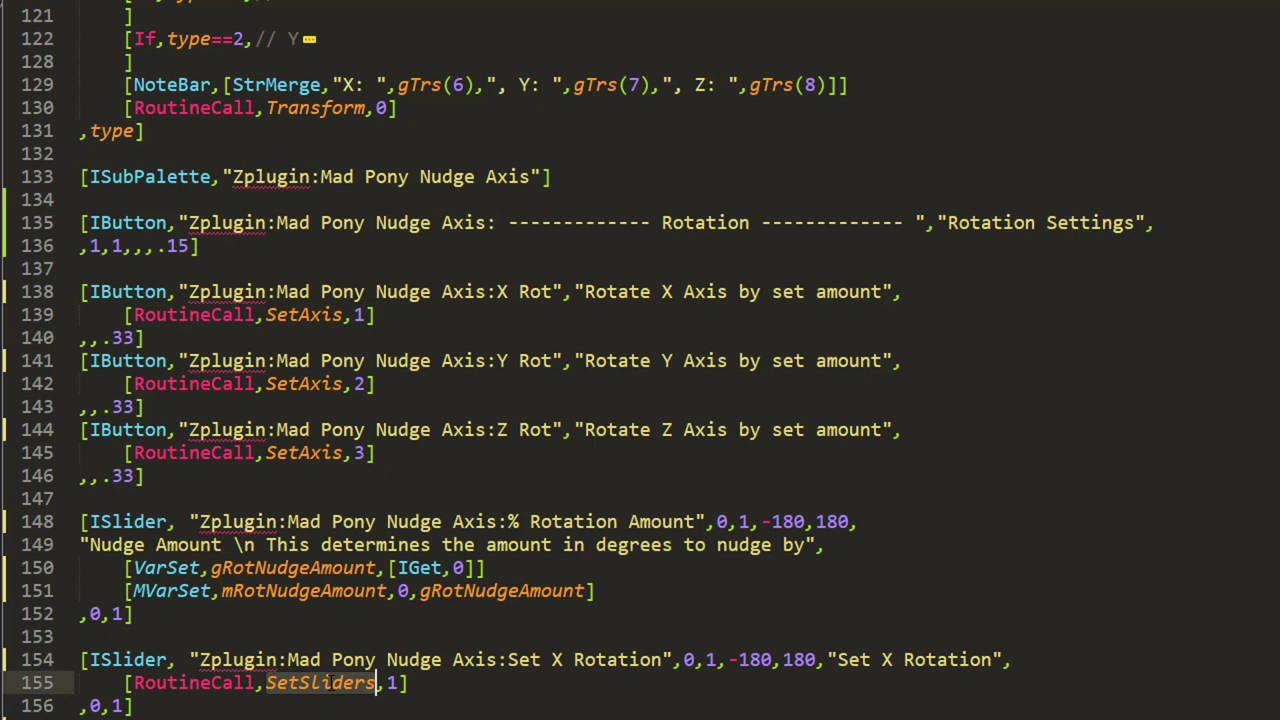 121 ]
122 [If,type==2,// Y
128 ]
129 [NoteBar,[StrMerge,"X: ",gTrs(6),", Y: ",gTrs(7),", Z: ",gTrs(8)]]
130 [RoutineCall,Transform,0]
131 ,type]
132
133 [ISubPalette,"Zplugin:Mad Pony Nudge Axis"]
134
135 [IButton,"Zplugin:Mad Pony Nudge Axis: ------------- Rotation ------------- ","Rotation Settings",
136 ,1,1,,,.15]
137
138 [IButton,"Zplugin:Mad Pony Nudge Axis:X Rot","Rotate X Axis by set amount",
139 [RoutineCall,SetAxis,1]
140 ,,.33]
141 [IButton,"Zplugin:Mad Pony Nudge Axis:Y Rot","Rotate Y Axis by set amount",
142 [RoutineCall,SetAxis,2]
143 ,,.33]
144 [IButton,"Zplugin:Mad Pony Nudge Axis:Z Rot","Rotate Z Axis by set amount",
145 [RoutineCall,SetAxis,3]
146 ,,.33]
147
148 [ISlider, "Zplugin:Mad Pony Nudge Axis:% Rotation Amount",0,1,-180,180,
149 "Nudge Amount \n This determines the amount in degrees to nudge by",
150 [VarSet,gRotNudgeAmount,[IGet,0]]
151 [MVarSet,mRotNudgeAmount,0,gRotNudgeAmount]
152 ,0,1]
153
154 [ISlider, "Zplugin:Mad Pony Nudge Axis:Set X Rotation",0,1,-180,180,"Set X Rotation",
155 [RoutineCall,SetSliders,1]
156 ,0,1]